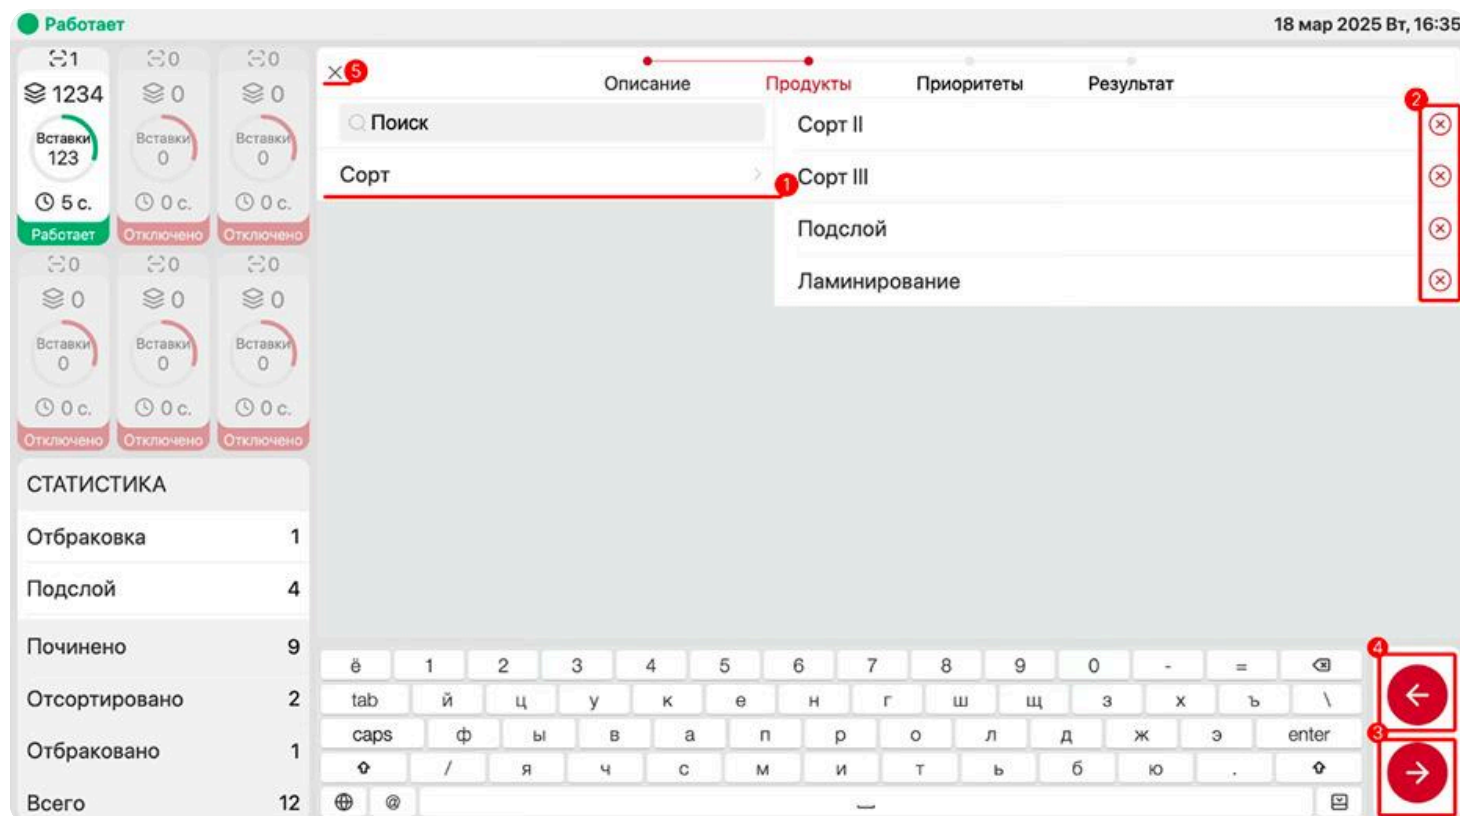 Работает
18 мар 2025 Вт, 16:35
1 0 0
1234 0 0
Вставки Вставки Вставки
123 0 0
5 с. 0 с. 0 с.
Работает Отключено Отключено
0 0 0
0 0 0
Вставки Вставки Вставки
0 0 0
0 с. 0 с. 0 с.
Отключено Отключено Отключено
СТАТИСТИКА
Отбраковка 1
Подслой 4
Починено 9
Отсортировано 2
Отбраковано 1
Всего 12
5
Описание Продукты Приоритеты Результат
Поиск
Сорт
1
2
Сорт II
Сорт III
Подслой
Ламинирование
ё 1 2 3 4 5 6 7 8 9 0 - =
tab й ц у к е н г ш щ з х ъ \
caps ф ы в а п р о л д ж э enter
/ я ч с м и т ь б ю .
@
4
3